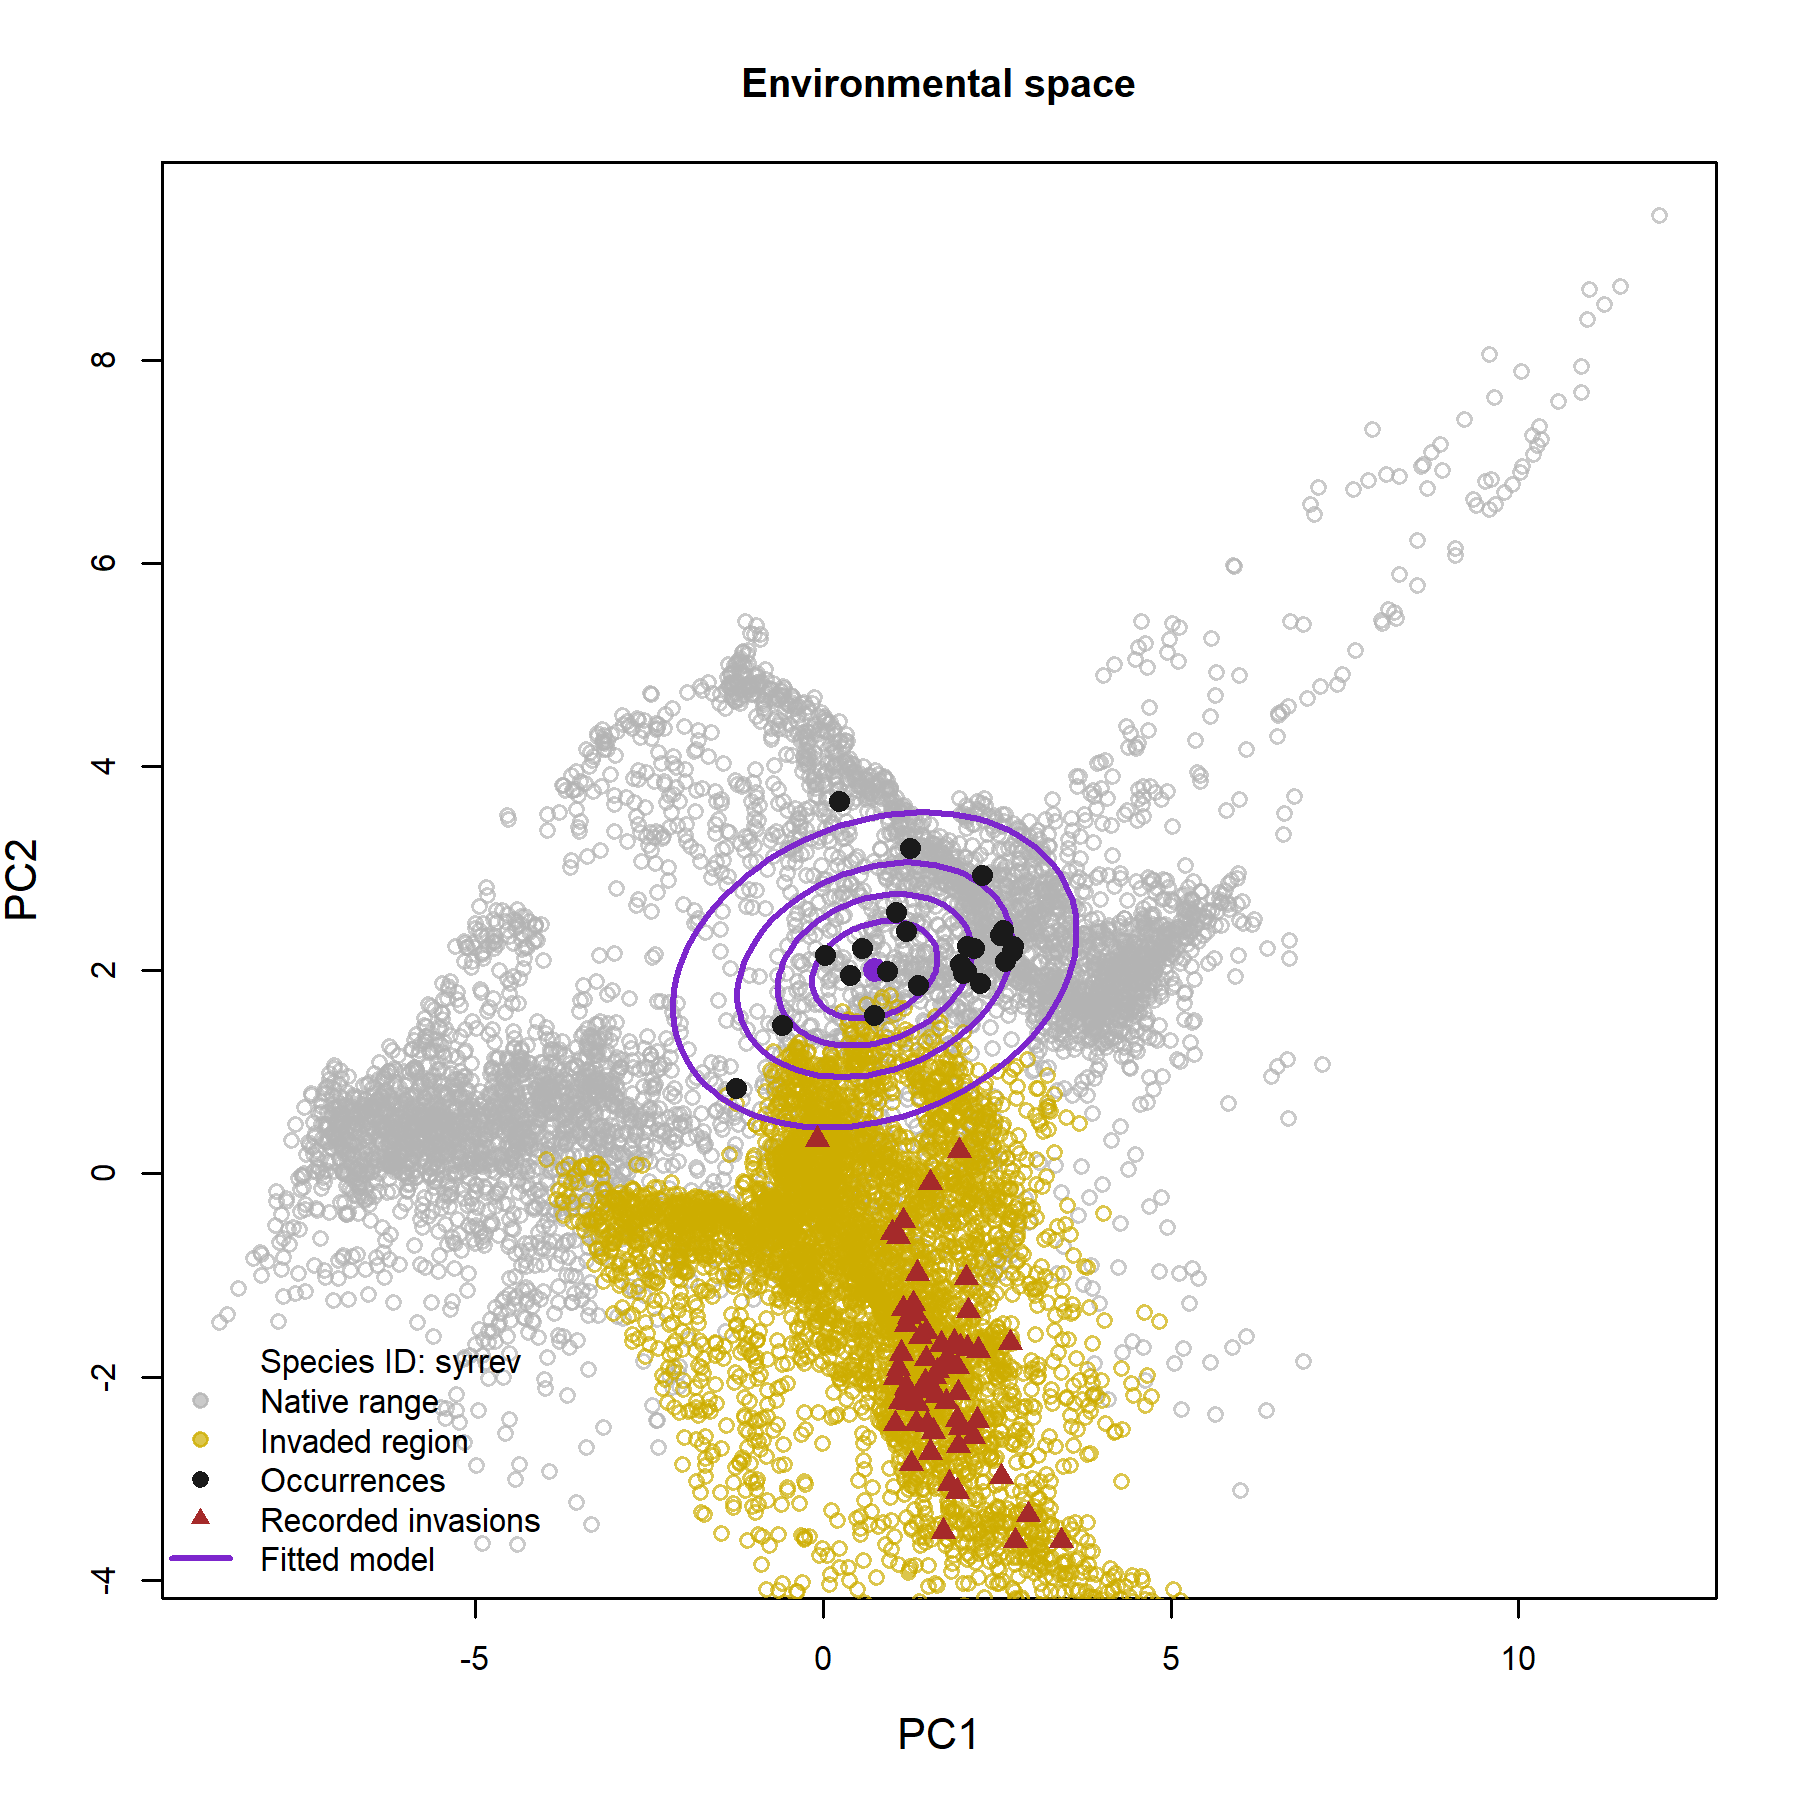 Environmental space
PC2
8
6
4
2
0
-2
-4
Species ID: syrrev
Native range
Invaded region
Occurrences
Recorded invasions
Fitted model
-5
0
5
10
PC1